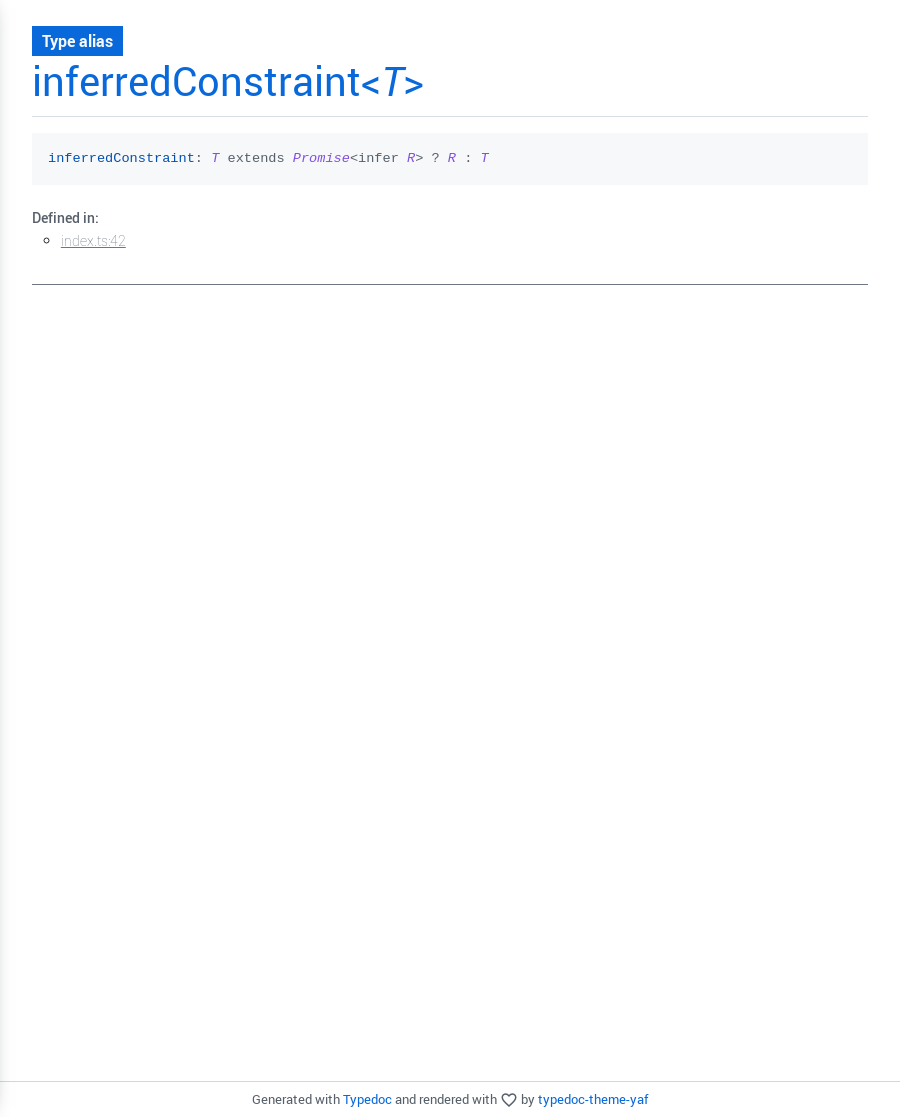 Type alias
inferredConstraint<T>
inferredConstraint: T extends Promise<infer R> ? R : T
Defined in:
index.ts:42
Generated with Typedoc and rendered with ♡ by typedoc-theme-yaf